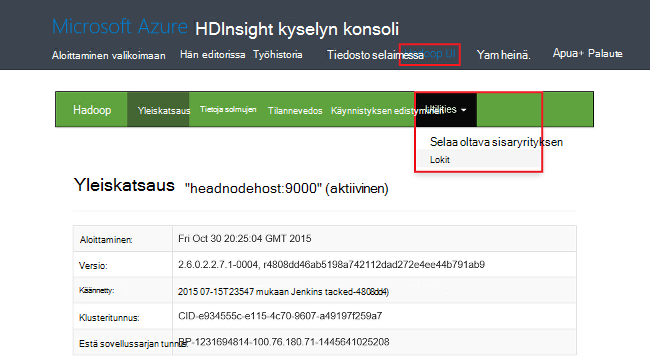 Microsoft Azure HDInsight kyselyn konsoli
Aloittaminen valikoimaan Hän editorissa Työhistoria Tiedosto selaimessa Hadoop UI Yam heinä. Apua+ Palaute
Hadoop Yleiskatsaus Tietoja solmujen Tilannevedos Käynnistyksen edistyminen Utilities
Selaa oltava sisaryrityksen
Lokit
Yleiskatsaus "headnodehost:9000" (aktiivinen)
Aloittaminen: Fri Oct 30 20:25:04 GMT 2015
Versio: 2.6.0.2.2.7.1-0004, r4808dd46ab5198a742112dad272e4ee44b791ab9
Käännetty: 2015 07-15T23547 mukaan Jenkins tacked-4808dd4)
Klusteritunnus: CID-e934555c-e115-4c70-9607-a49197f259a7
Estä sovellussarjan tunnus: BP-1231694814-100.76.180.71-1445641025208